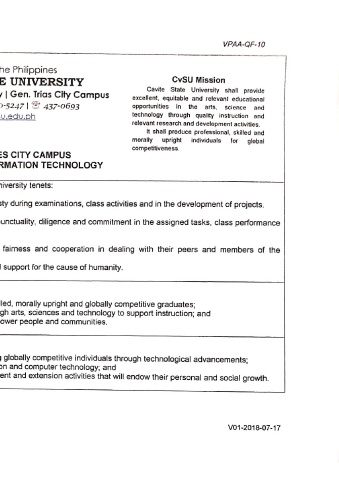 VPAA-QF-10
he Philippines
E UNIVERSITY
| Gen. Trias City Campus
-5247 | ☏ 437-0693
u.edu.ph
CvSU Mission
Cavite State University shall provide
excellent, equitable and relevant educational
opportunities in the arts, science and
technology through quality instruction and
relevant research and development activities.
It shall produce professional, skilled and
morally upright individuals for global
competitiveness.
ES CITY CAMPUS
RMATION TECHNOLOGY
niversity tenets:
sty during examinations, class activities and in the development of projects.
punctuality, diligence and commitment in the assigned tasks, class performance
fairness and cooperation in dealing with their peers and members of the
support for the cause of humanity.
lled, morally upright and globally competitive graduates;
gh arts, sciences and technology to support instruction; and
ower people and communities.
g globally competitive individuals through technological advancements;
on and computer technology; and
ent and extension activities that will endow their personal and social growth.
V01-2018-07-17